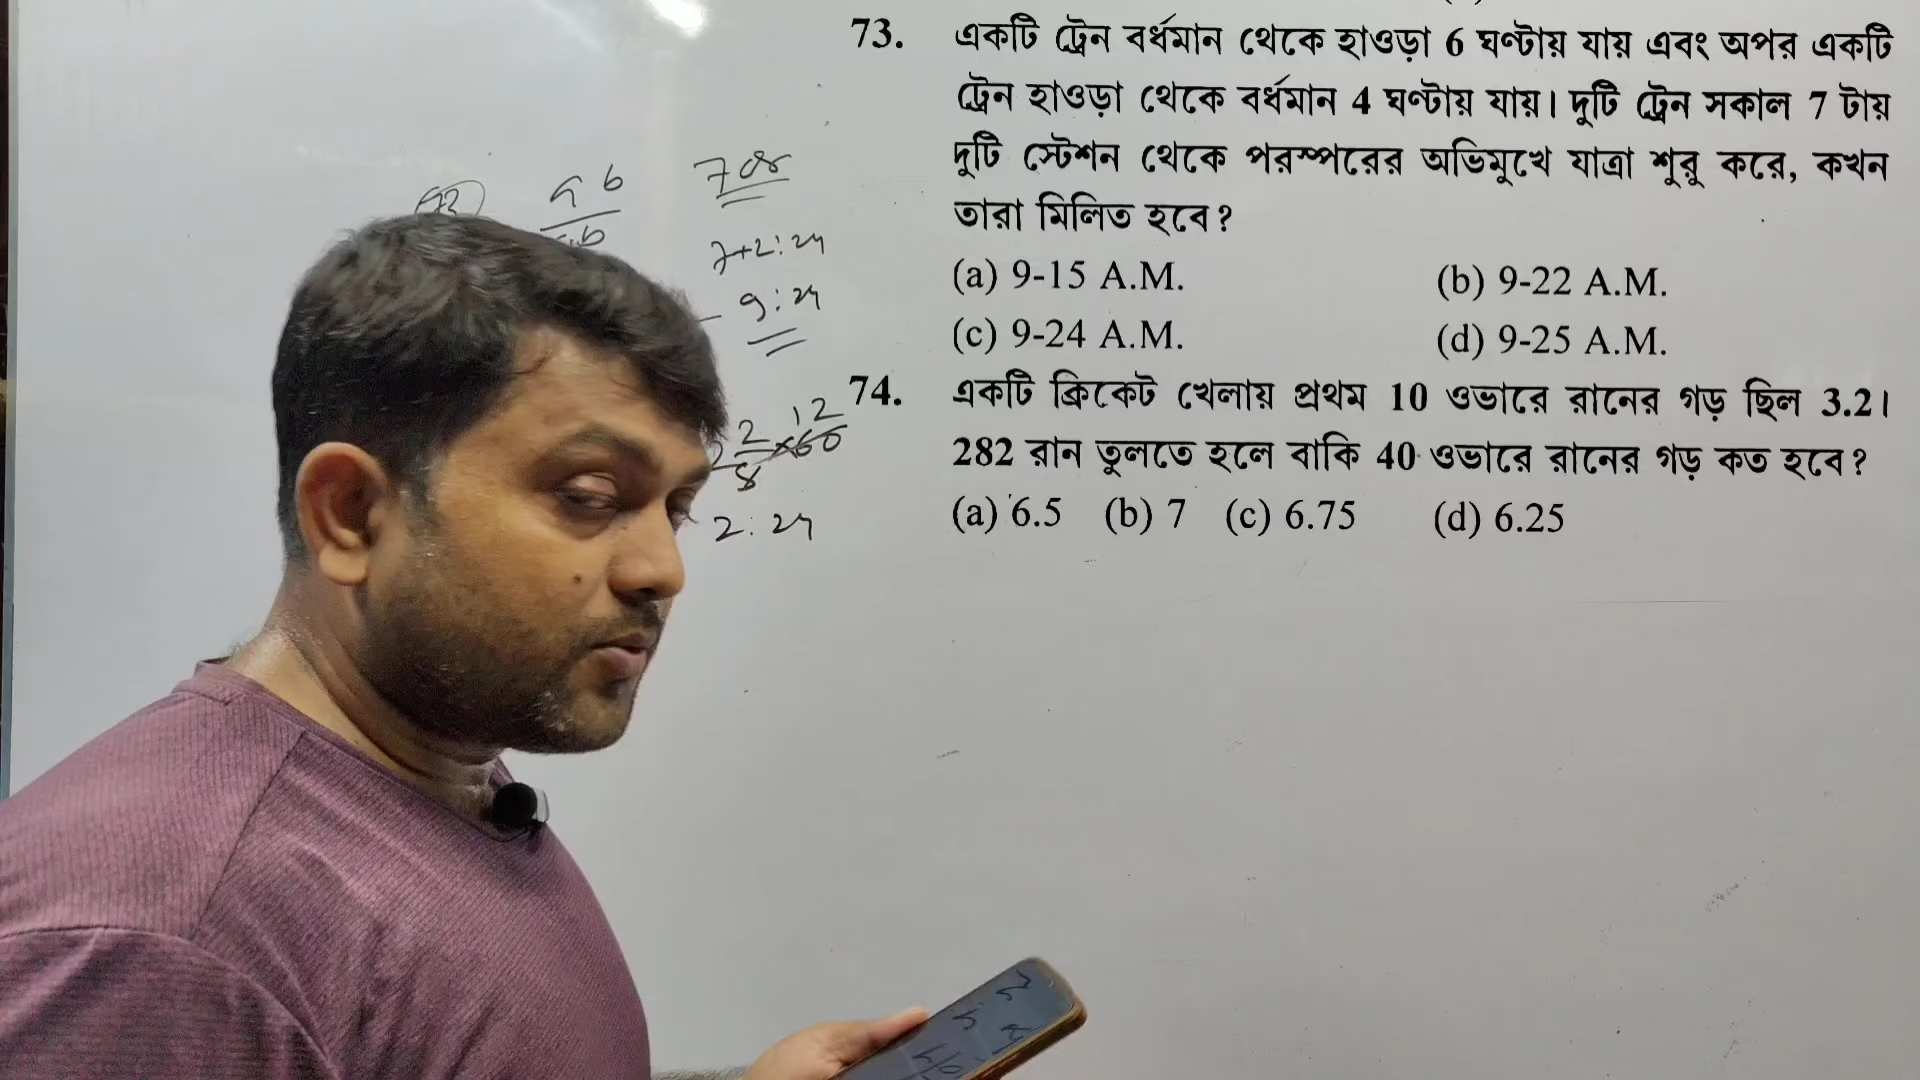 73. একটি ট্রেন বর্ধমান থেকে হাওড়া 6 ঘণ্টায় যায় এবং অপর একটি
ট্রেন হাওড়া থেকে বর্ধমান 4 ঘণ্টায় যায়। দুটি ট্রেন সকাল 7 টায়
দুটি স্টেশন থেকে পরস্পরের অভিমুখে যাত্রা শুরু করে, কখন
তারা মিলিত হবে?
(a) 9-15 A.M. (b) 9-22 A.M.
(c) 9-24 A.M. (d) 9-25 A.M.
74. একটি ক্রিকেট খেলায় প্রথম 10 ওভারে রানের গড় ছিল 3.2।
282 রান তুলতে হলে বাকি 40 ওভারে রানের গড় কত হবে?
(a) 6.5 (b) 7 (c) 6.75 (d) 6.25
a b
7+2:24
9:24
12
2:24